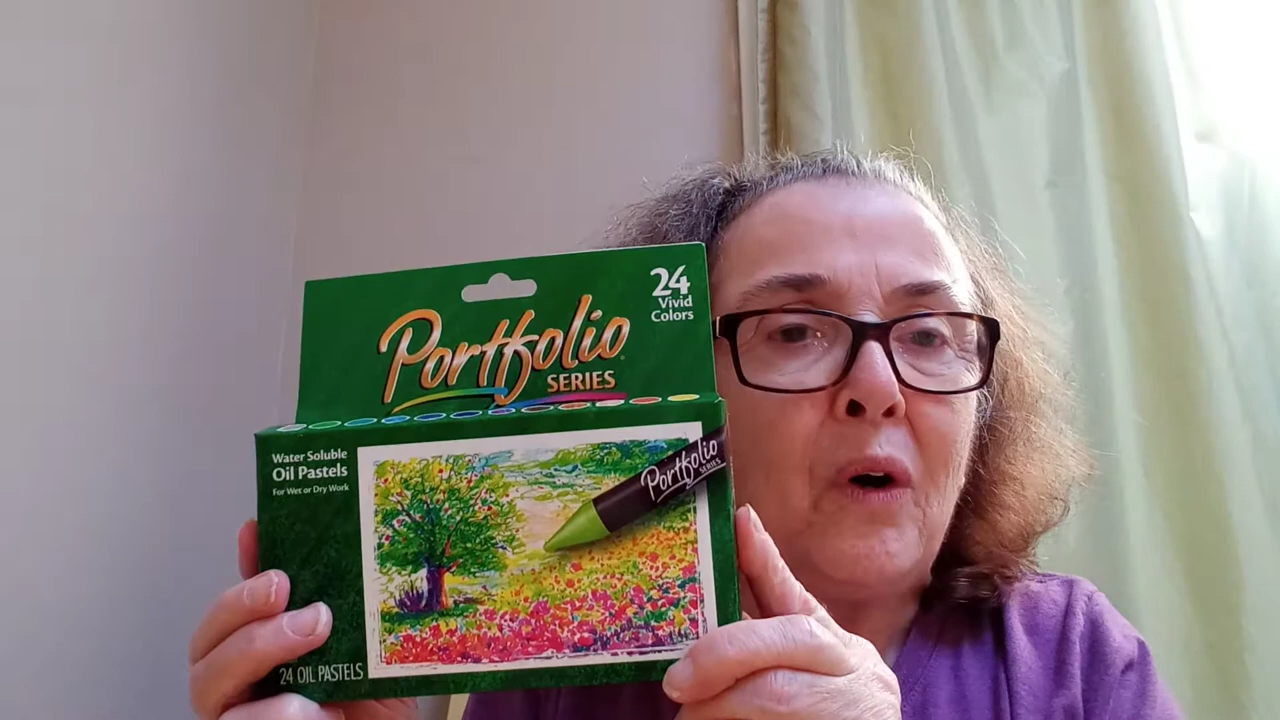 24
Vivid
Colors
Portfolio
SERIES
Water Soluble
Oil Pastels
For Wet or Dry Work
Portfolio
SERIES
24 OIL PASTELS